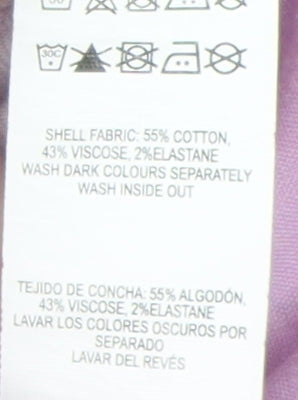 30C
SHELL FABRIC: 55% COTTON,
43% VISCOSE, 2%ELASTANE
WASH DARK COLOURS SEPARATELY
WASH INSIDE OUT
TEJIDO DE CONCHA: 55% ALGODÓN,
43% VISCOSE, 2%ELASTANE
LAVAR LOS COLORES OSCUROS POR
SEPARADO
LAVAR DEL REVÉS